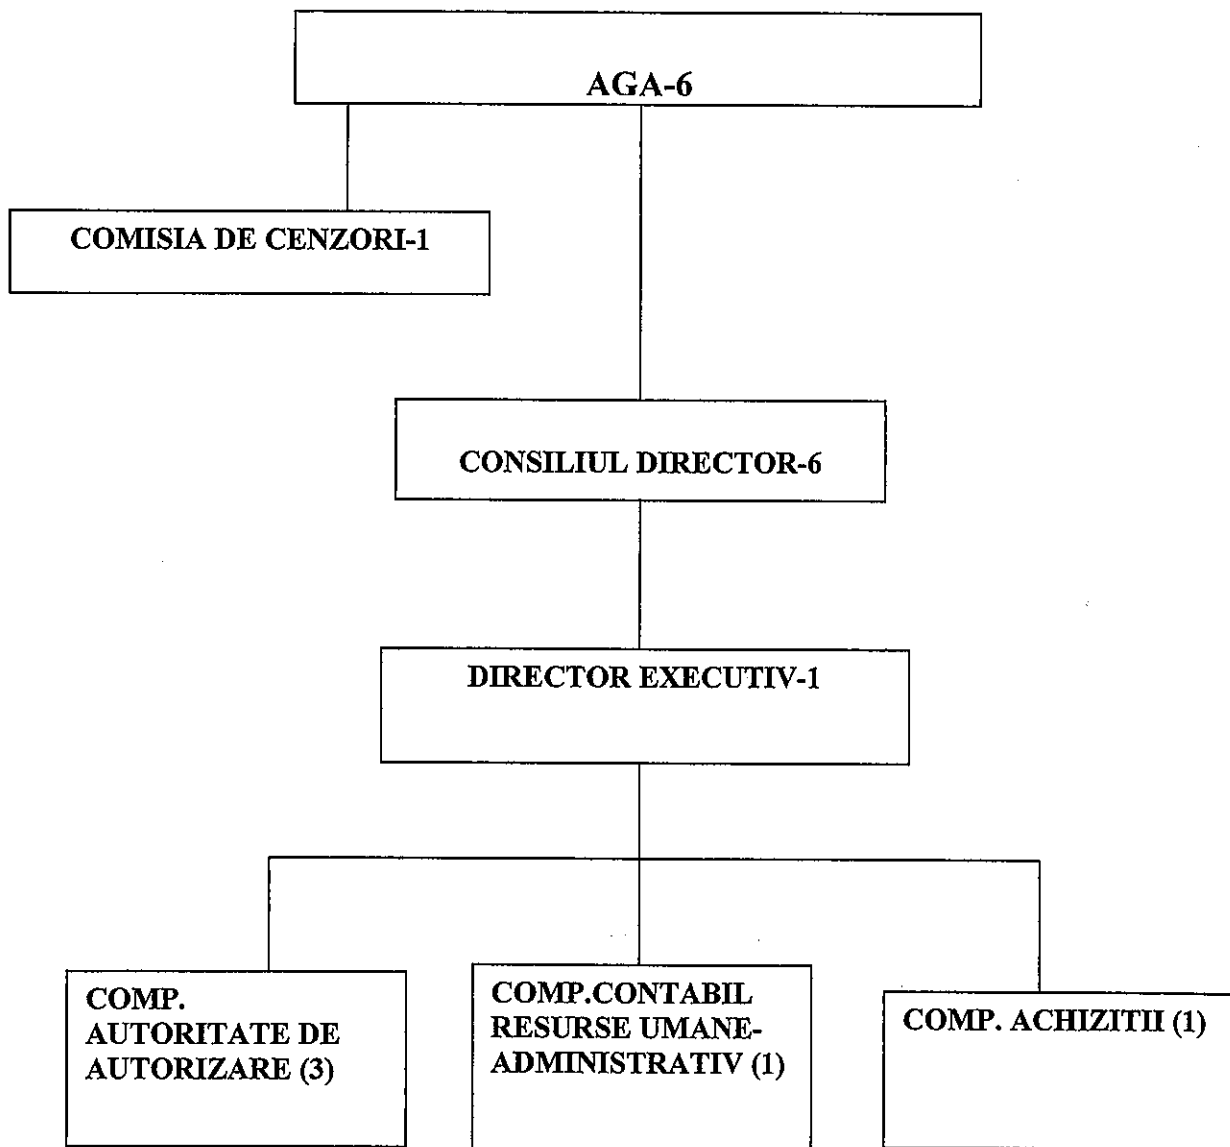 AGA-6
COMISIA DE CENZORI-1
CONSILIUL DIRECTOR-6
DIRECTOR EXECUTIV-1
COMP.
AUTORITATE DE
AUTORIZARE (3)
COMP.CONTABIL
RESURSE UMANE-
ADMINISTRATIV (1)
COMP. ACHIZITII (1)